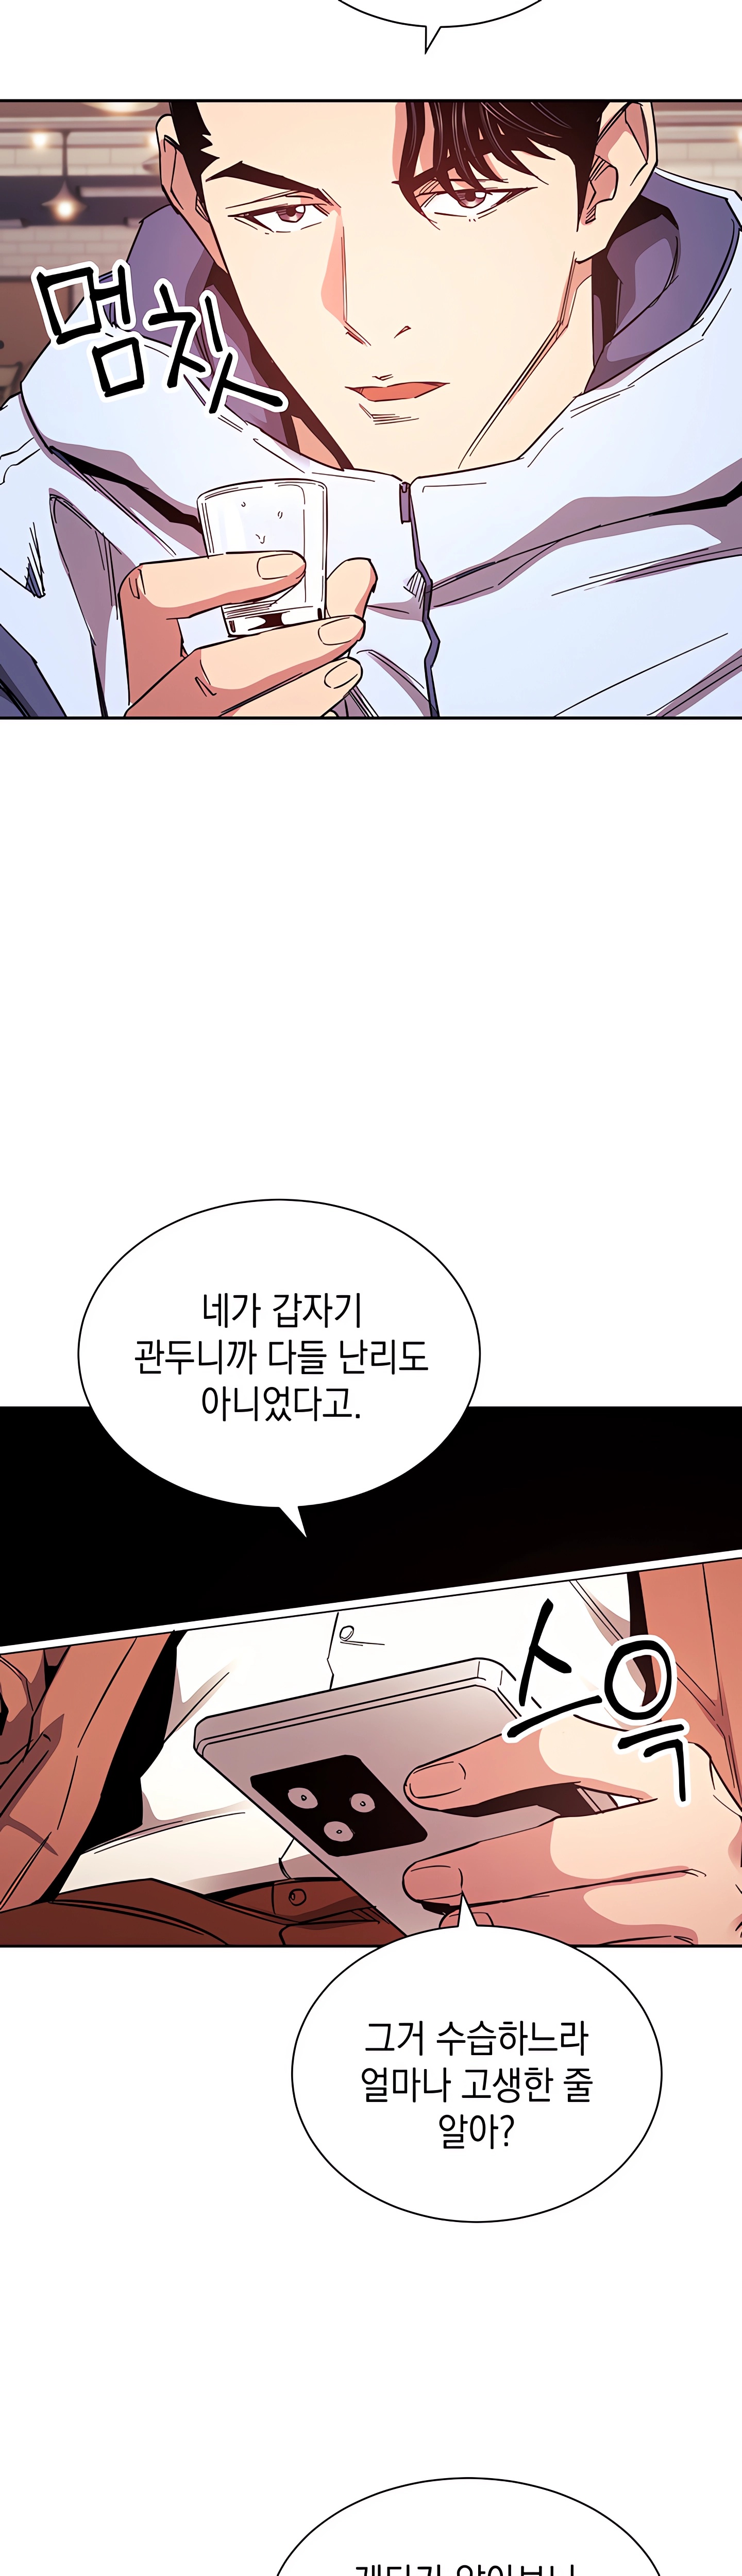 멈칫
네가 갑자기
관두니까 다들 난리도
아니었다고.
스윽
그거 수습하느라
얼마나 고생한 줄
알아?